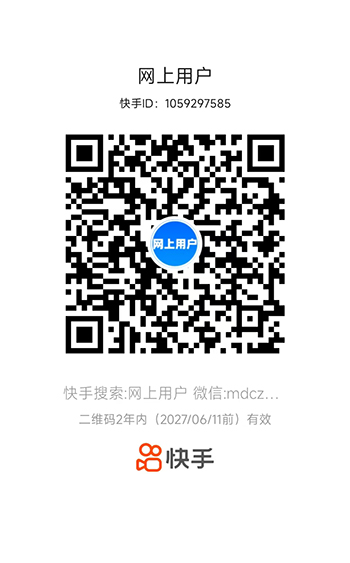 网上用户
快手ID：1059297585
网上用户
快手搜索:网上用户 微信:mdcz...
二维码2年内（2027/06/11前）有效
快手